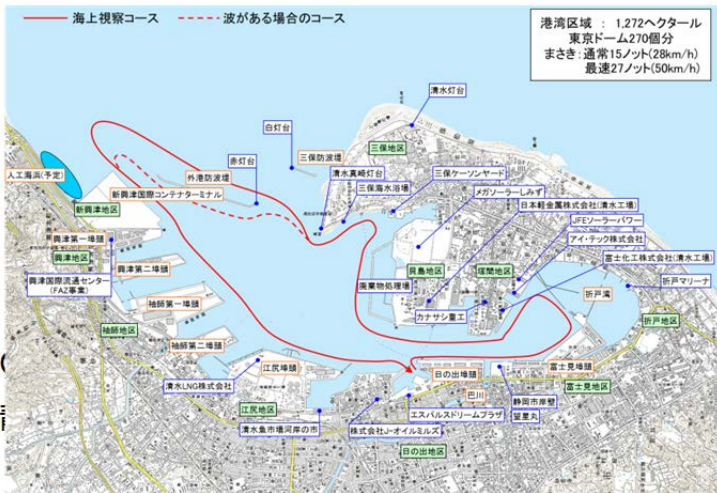 海上視察コース
波がある場合のコース
港湾区域 : 1,272ヘクタール
東京ドーム270個分
まさき:通常15ノット(28km/h)
最速27ノット(50km/h)
清水灯台
白灯台
三保地区
三保防波堤
赤灯台
外港防波堤
清水真崎灯台
三保ケーソンヤード
人工海浜(予定)
新興津国際コンテナターミナル
三保海水浴場
メガソーラーしみず
新興津地区
日本軽金属株式会社(清水工場)
JFEソーラーパワー
興津第一埠頭
アイ・テック株式会社
興津地区
貝島地区
塚間地区
富士化工株式会社(清水工場)
興津第二埠頭
興津国際流通センター
(FAZ事業)
廃棄物処理場
折戸マリーナ
折戸湾
袖師第一埠頭
カナサシ重工
折戸地区
袖師地区
袖師第二埠頭
江尻埠頭
日の出埠頭
富士見埠頭
清水LNG株式会社
巴川
静岡市岸壁
富士見地区
江尻地区
エスパルスドリームプラザ
望星丸
清水魚市場河岸の市
株式会社J-オイルミルズ
日の出地区